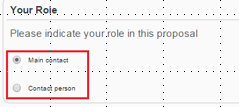 Your Role
Please indicate your role in this proposal
Main contact
Contact person